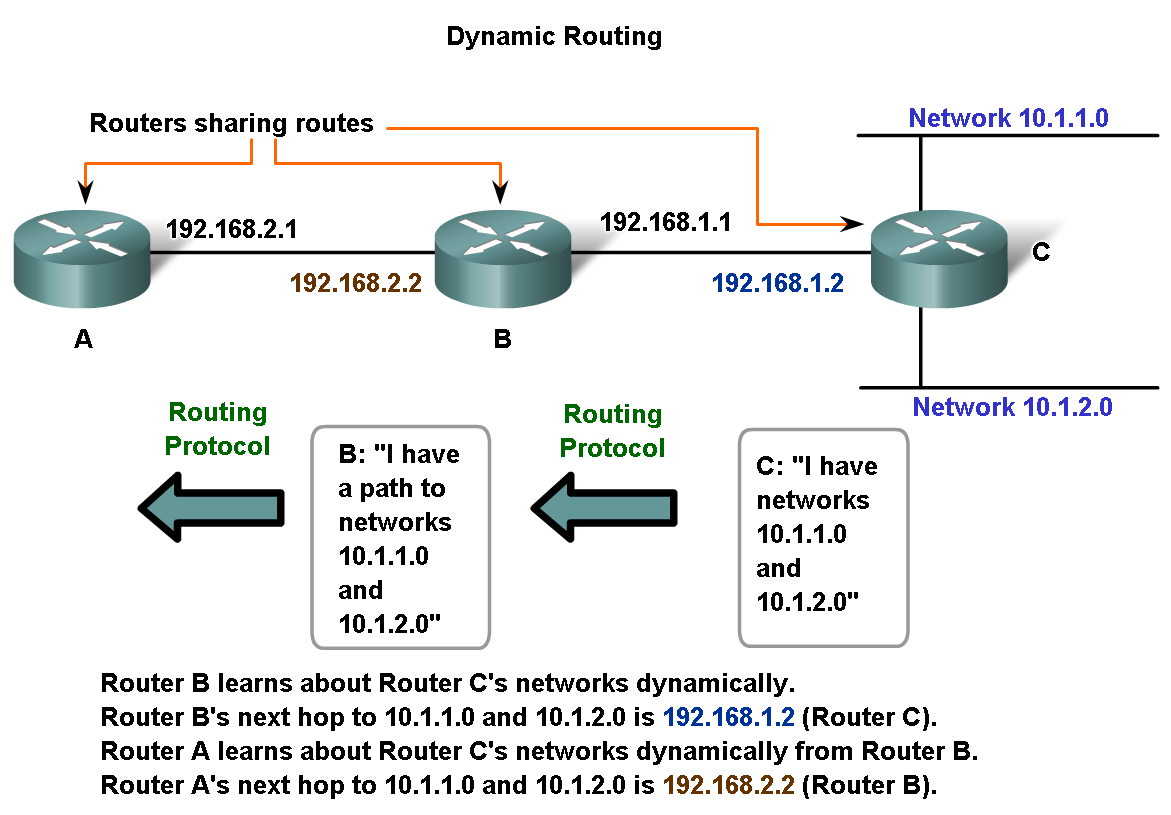 Dynamic Routing
Routers sharing routes
Network 10.1.1.0
192.168.2.1
192.168.1.1
C
192.168.2.2
192.168.1.2
A
B
Network 10.1.2.0
Routing
Protocol
B: "I have
a path to
networks
10.1.1.0
and
10.1.2.0"
Routing
Protocol
C: "I have
networks
10.1.1.0
and
10.1.2.0"
Router B learns about Router C's networks dynamically.
Router B's next hop to 10.1.1.0 and 10.1.2.0 is 192.168.1.2 (Router C).
Router A learns about Router C's networks dynamically from Router B.
Router A's next hop to 10.1.1.0 and 10.1.2.0 is 192.168.2.2 (Router B).